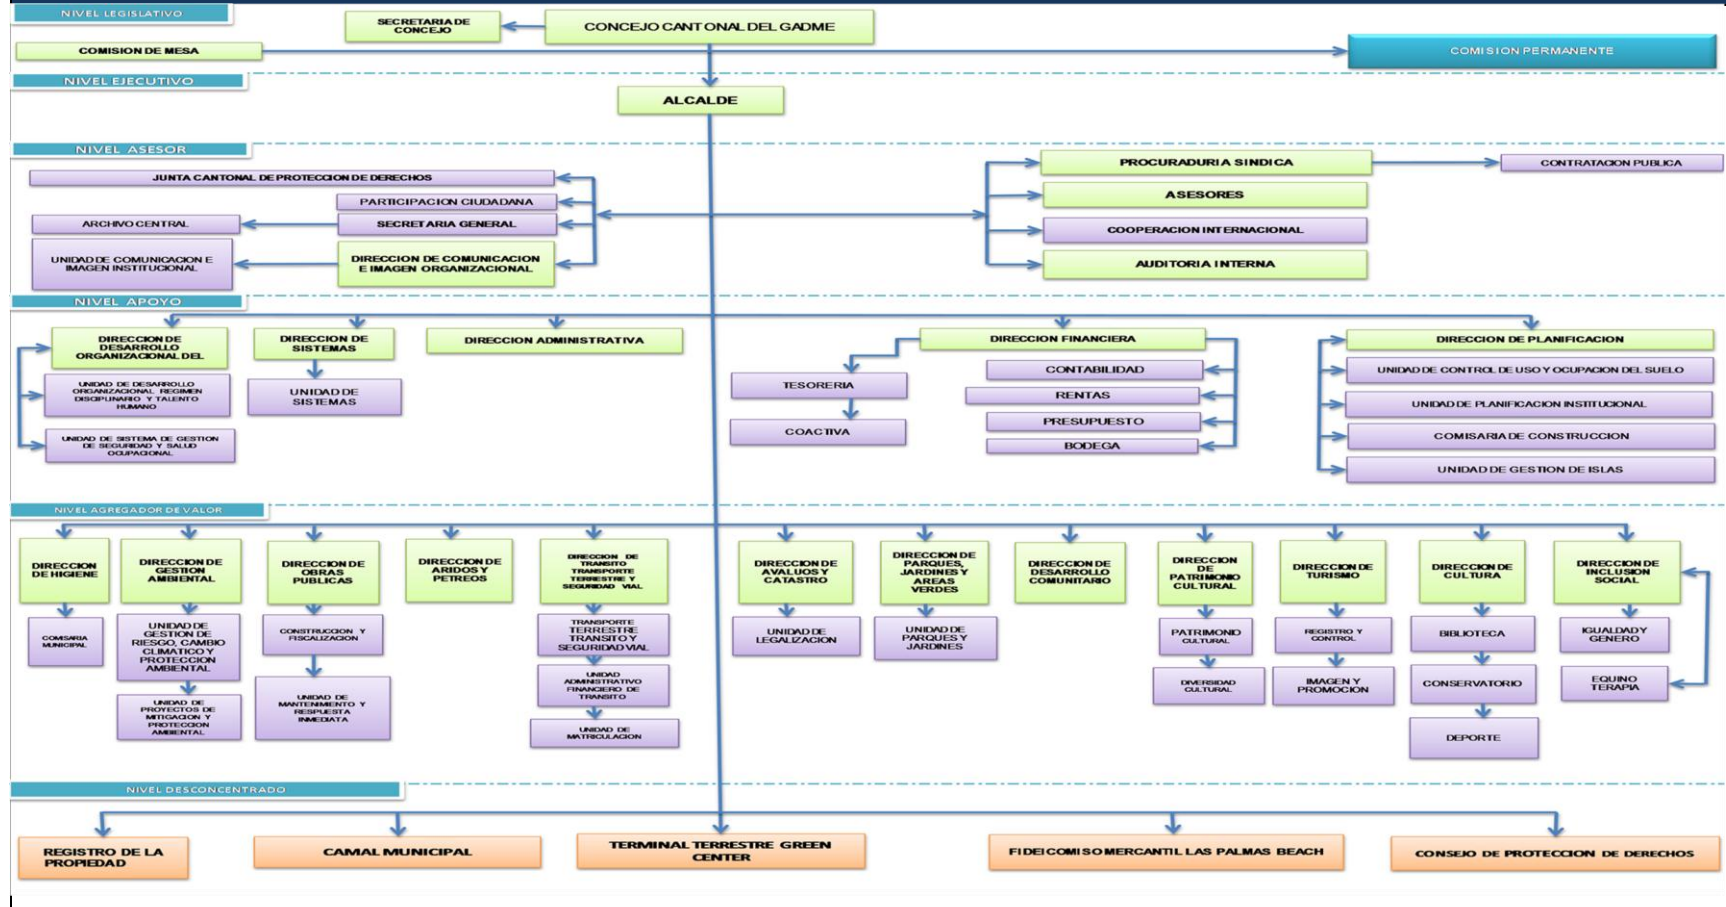 NIVEL LEGISLATIVO
SECRETARIA DE
CONCEJO
CONCEJO CANTONAL DEL GADME
COMISION DE MESA
COMISION PERMANENTE
NIVEL EJECUTIVO
ALCALDE
NIVEL ASESOR
JUNTA CANTONAL DE PROTECCION DE DERECHOS
PARTICIPACION CIUDADANA
ARCHIVO CENTRAL
SECRETARIA GENERAL
UNIDAD DE COMUNICACION E
IMAGEN INSTITUCIONAL
DIRECCION DE COMUNICACION
E IMAGEN ORGANIZACIONAL
PROCURADURIA SINDICA
CONTRATACION PUBLICA
ASESORES
COOPERACION INTERNACIONAL
AUDITORIA INTERNA
NIVEL APOYO
DIRECCION DE
DESARROLLO
ORGANIZACIONAL DEL
UNIDAD DE DESARROLLO
ORGANIZACIONAL REGIMEN
DISCIPLINARIO Y TALENTO
HUMANO
UNIDAD DE SISTEMA DE GESTION
DE SEGURIDAD Y SALUD
OCUPACIONAL
DIRECCION DE
SISTEMAS
UNIDAD DE
SISTEMAS
DIRECCION ADMINISTRATIVA
DIRECCION FINANCIERA
TESORERIA
COACTIVA
CONTABILIDAD
RENTAS
PRESUPUESTO
BODEGA
DIRECCION DE PLANIFICACION
UNIDAD DE CONTROL DE USO Y OCUPACION DEL SUELO
UNIDAD DE PLANIFICACION INSTITUCIONAL
COMISARIA DE CONSTRUCCION
UNIDAD DE GESTION DE ISLAS
NIVEL AGREGADOR DE VALOR
DIRECCION
DE HIGIENE
COMISARIA
MUNICIPAL
DIRECCION DE
GESTION
AMBIENTAL
UNIDAD DE
GESTION DE
RIESGO, CAMBIO
CLIMATICO Y
PROTECCION
AMBIENTAL
UNIDAD DE
PROYECTOS DE
MITIGACION Y
PROTECCION
AMBIENTAL
DIRECCION DE
OBRAS
PUBLICAS
CONSTRUCCION Y
FISCALIZACION
UNIDAD DE
MANTENIMIENTO Y
RESPUESTA
INMEDIATA
DIRECCION DE
ARIDOS Y
PETREOS
DIRECCION DE
TRANSITO
TRANSPORTE
TERRESTRE Y
SEGURIDAD VIAL
TRANSPORTE
TERRESTRE
TRANSITO Y
SEGURIDAD VIAL
UNIDAD
ADMINISTRATIVO
FINANCIERO DE
TRANSITO
UNIDAD DE
MATRICULACION
DIRECCION DE
AVALUOS Y
CATASTRO
UNIDAD DE
LEGALIZACION
DIRECCION DE
PARQUES,
JARDINES Y
AREAS
VERDES
UNIDAD DE
PARQUES Y
JARDINES
DIRECCION DE
DESARROLLO
COMUNITARIO
DIRECCION
DE
PATRIMONIO
CULTURAL
PATRIMONIO
CULTURAL
DIVERSIDAD
CULTURAL
DIRECCION DE
TURISMO
REGISTRO Y
CONTROL
IMAGEN Y
PROMOCION
DIRECCION DE
CULTURA
BIBLIOTECA
CONSERVATORIO
DEPORTE
DIRECCION DE
INCLUSION
SOCIAL
IGUALDAD Y
GENERO
EQUINO
TERAPIA
NIVEL DESCONCENTRADO
REGISTRO DE LA
PROPIEDAD
CAMAL MUNICIPAL
TERMINAL TERRESTRE GREEN
CENTER
FIDEICOMISO MERCANTIL LAS PALMAS BEACH
CONSEJO DE PROTECCION DE DERECHOS